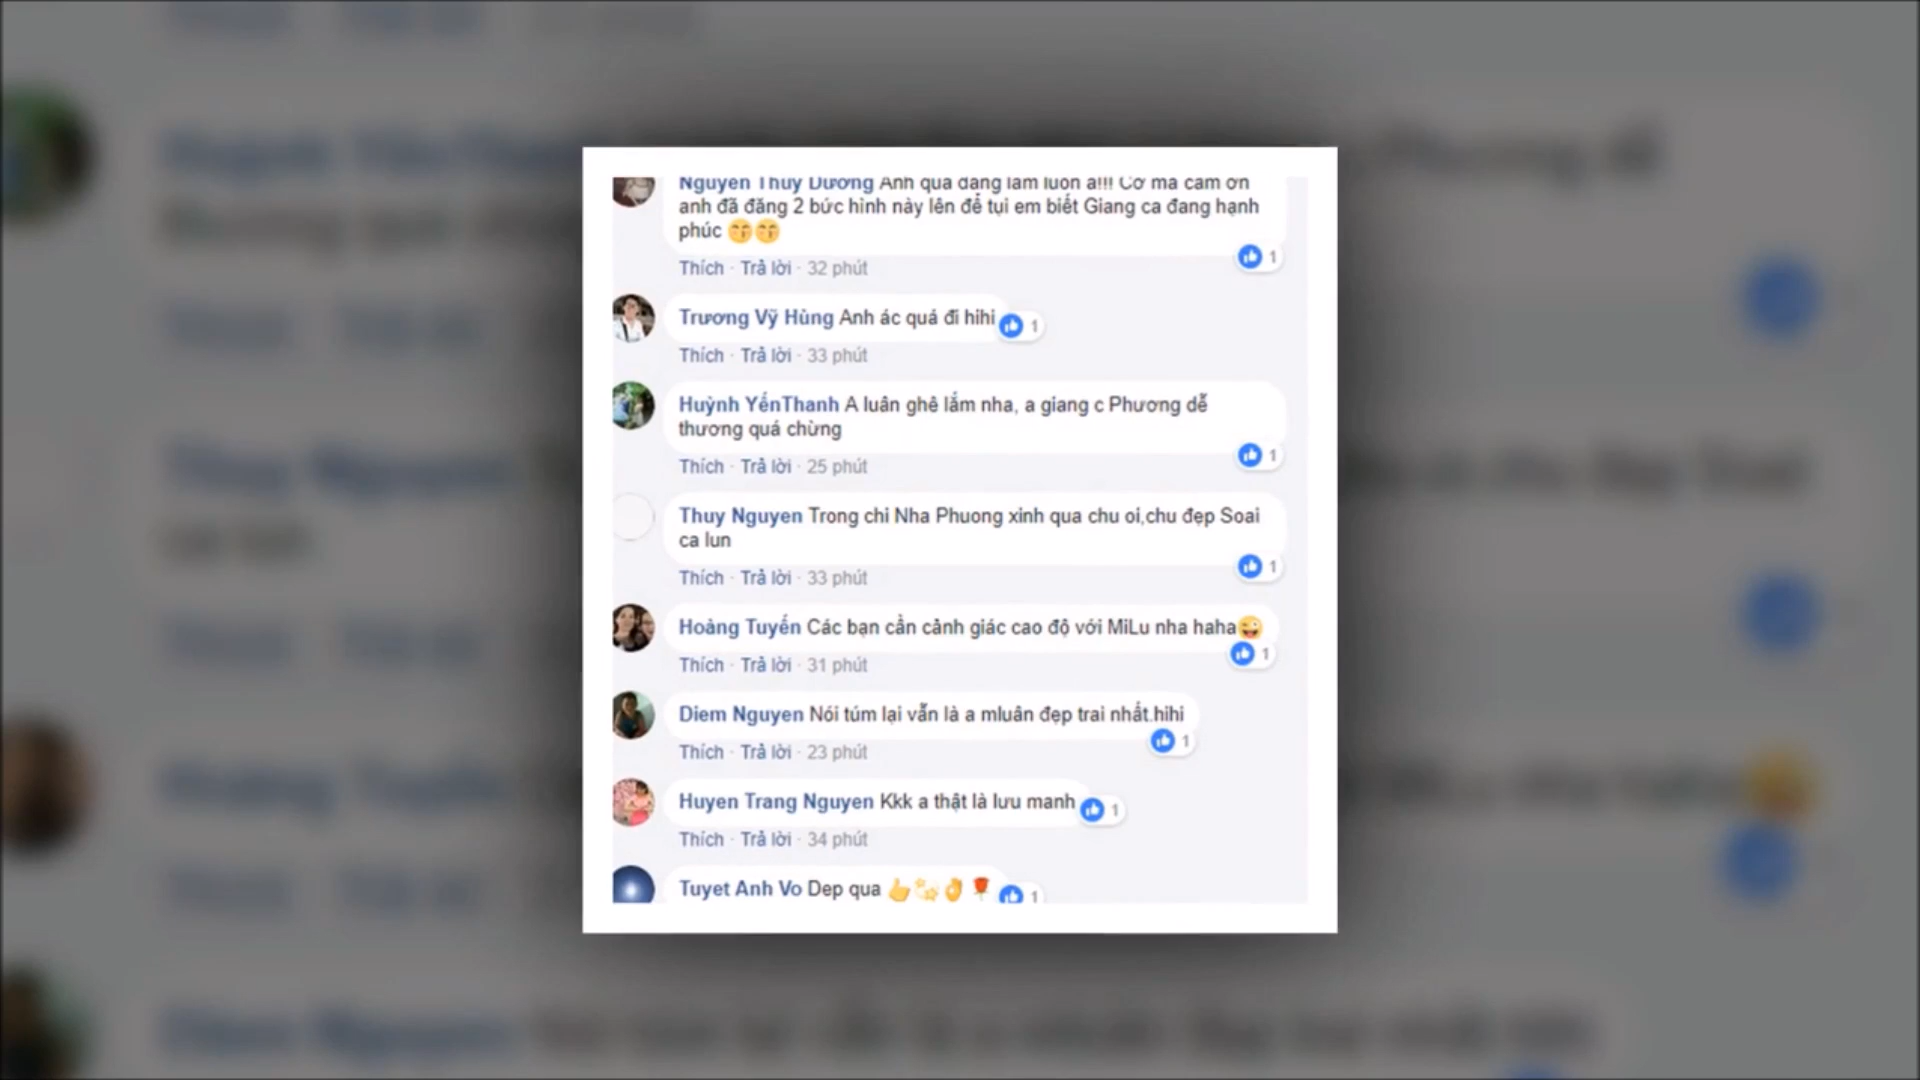 Nguyen Thuy Dương Anh quá đáng lắm luôn á!!! Cơ mà cảm ơn
anh đã đăng 2 bức hình này lên để tụi em biết Giang ca đang hạnh
phúc 😙😙
1
Thích · Trả lời · 32 phút
Trương Vỹ Hùng Anh ác quá đi hihi
1
Thích · Trả lời · 33 phút
Huỳnh YếnThanh A luân ghê lắm nha, a giang c Phương dễ
thương quá chừng
1
Thích · Trả lời · 25 phút
Thuy Nguyen Trong chi Nha Phuong xinh qua chu oi,chu đẹp Soai
ca lun
1
Thích · Trả lời · 33 phút
Hoàng Tuyến Các bạn cần cảnh giác cao độ với MiLu nha haha😜
1
Thích · Trả lời · 31 phút
Diem Nguyen Nói túm lại vẫn là a mluân đẹp trai nhất.hihi
1
Thích · Trả lời · 23 phút
Huyen Trang Nguyen Kkk a thật là lưu manh
1
Thích · Trả lời · 34 phút
Tuyet Anh Vo Dep qua 👍💫👌🌹
1